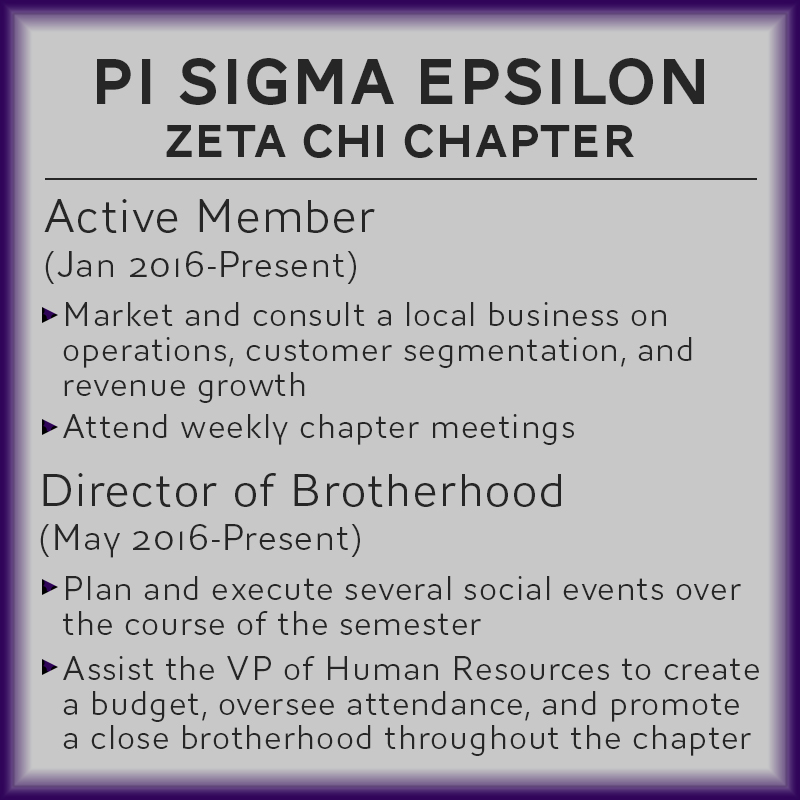 PI SIGMA EPSILON
ZETA CHI CHAPTER
Active Member
(Jan 2016-Present)
▶Market and consult a local business on
operations, customer segmentation, and
revenue growth
▶Attend weekly chapter meetings
Director of Brotherhood
(May 2016-Present)
▶Plan and execute several social events over
the course of the semester
▶Assist the VP of Human Resources to create
a budget, oversee attendance, and promote
a close brotherhood throughout the chapter